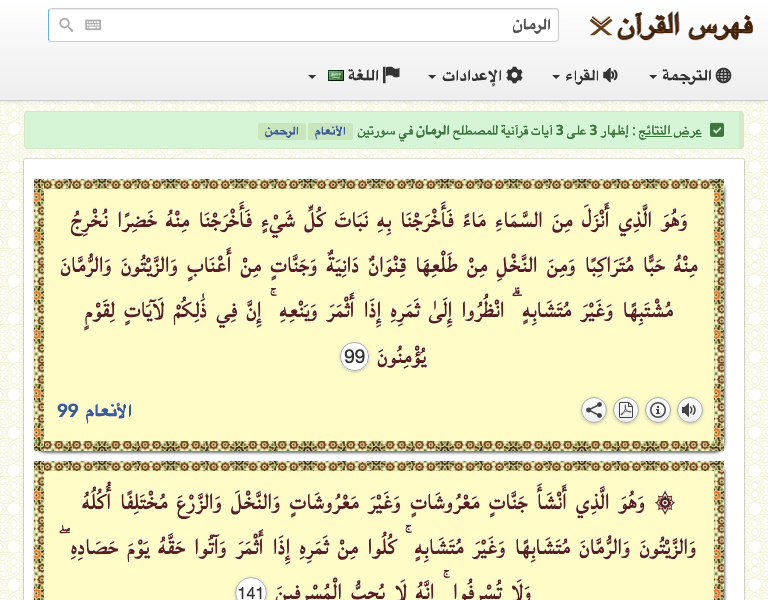 فهرس القرآن
الرمان
الترجمة
القراء
الإعدادات
اللغة
عرض النتائج : إظهار 3 على 3 آيات قرآنية للمصطلح الرمان في سورتين الأنعام الرحمن
وَهُوَ الَّذِي أَنْزَلَ مِنَ السَّمَاءِ مَاءً فَأَخْرَجْنَا بِهِ نَبَاتَ كُلِّ شَيْءٍ فَأَخْرَجْنَا مِنْهُ خَضِرًا نُخْرِجُ
مِنْهُ حَبًّا مُتَرَاكِبًا وَمِنَ النَّخْلِ مِنْ طَلْعِهَا قِنْوَانٌ دَانِيَةٌ وَجَنَّاتٍ مِنْ أَعْنَابٍ وَالزَّيْتُونَ وَالرُّمَّانَ
مُشْتَبِهًا وَغَيْرَ مُتَشَابِهٍ ۗ انْظُرُوا إِلَىٰ ثَمَرِهِ إِذَا أَثْمَرَ وَيَنْعِهِ ۚ إِنَّ فِي ذَٰلِكُمْ لَآيَاتٍ لِقَوْمٍ
يُؤْمِنُونَ 99
الأنعام 99
۞ وَهُوَ الَّذِي أَنْشَأَ جَنَّاتٍ مَعْرُوشَاتٍ وَغَيْرَ مَعْرُوشَاتٍ وَالنَّخْلَ وَالزَّرْعَ مُخْتَلِفًا أُكُلُهُ
وَالزَّيْتُونَ وَالرُّمَّانَ مُتَشَابِهًا وَغَيْرَ مُتَشَابِهٍ ۚ كُلُوا مِنْ ثَمَرِهِ إِذَا أَثْمَرَ وَآتُوا حَقَّهُ يَوْمَ حَصَادِهِ ۖ
وَلَا تُسْرِفُوا ۚ إِنَّهُ لَا يُحِبُّ الْمُسْرِفِينَ 141